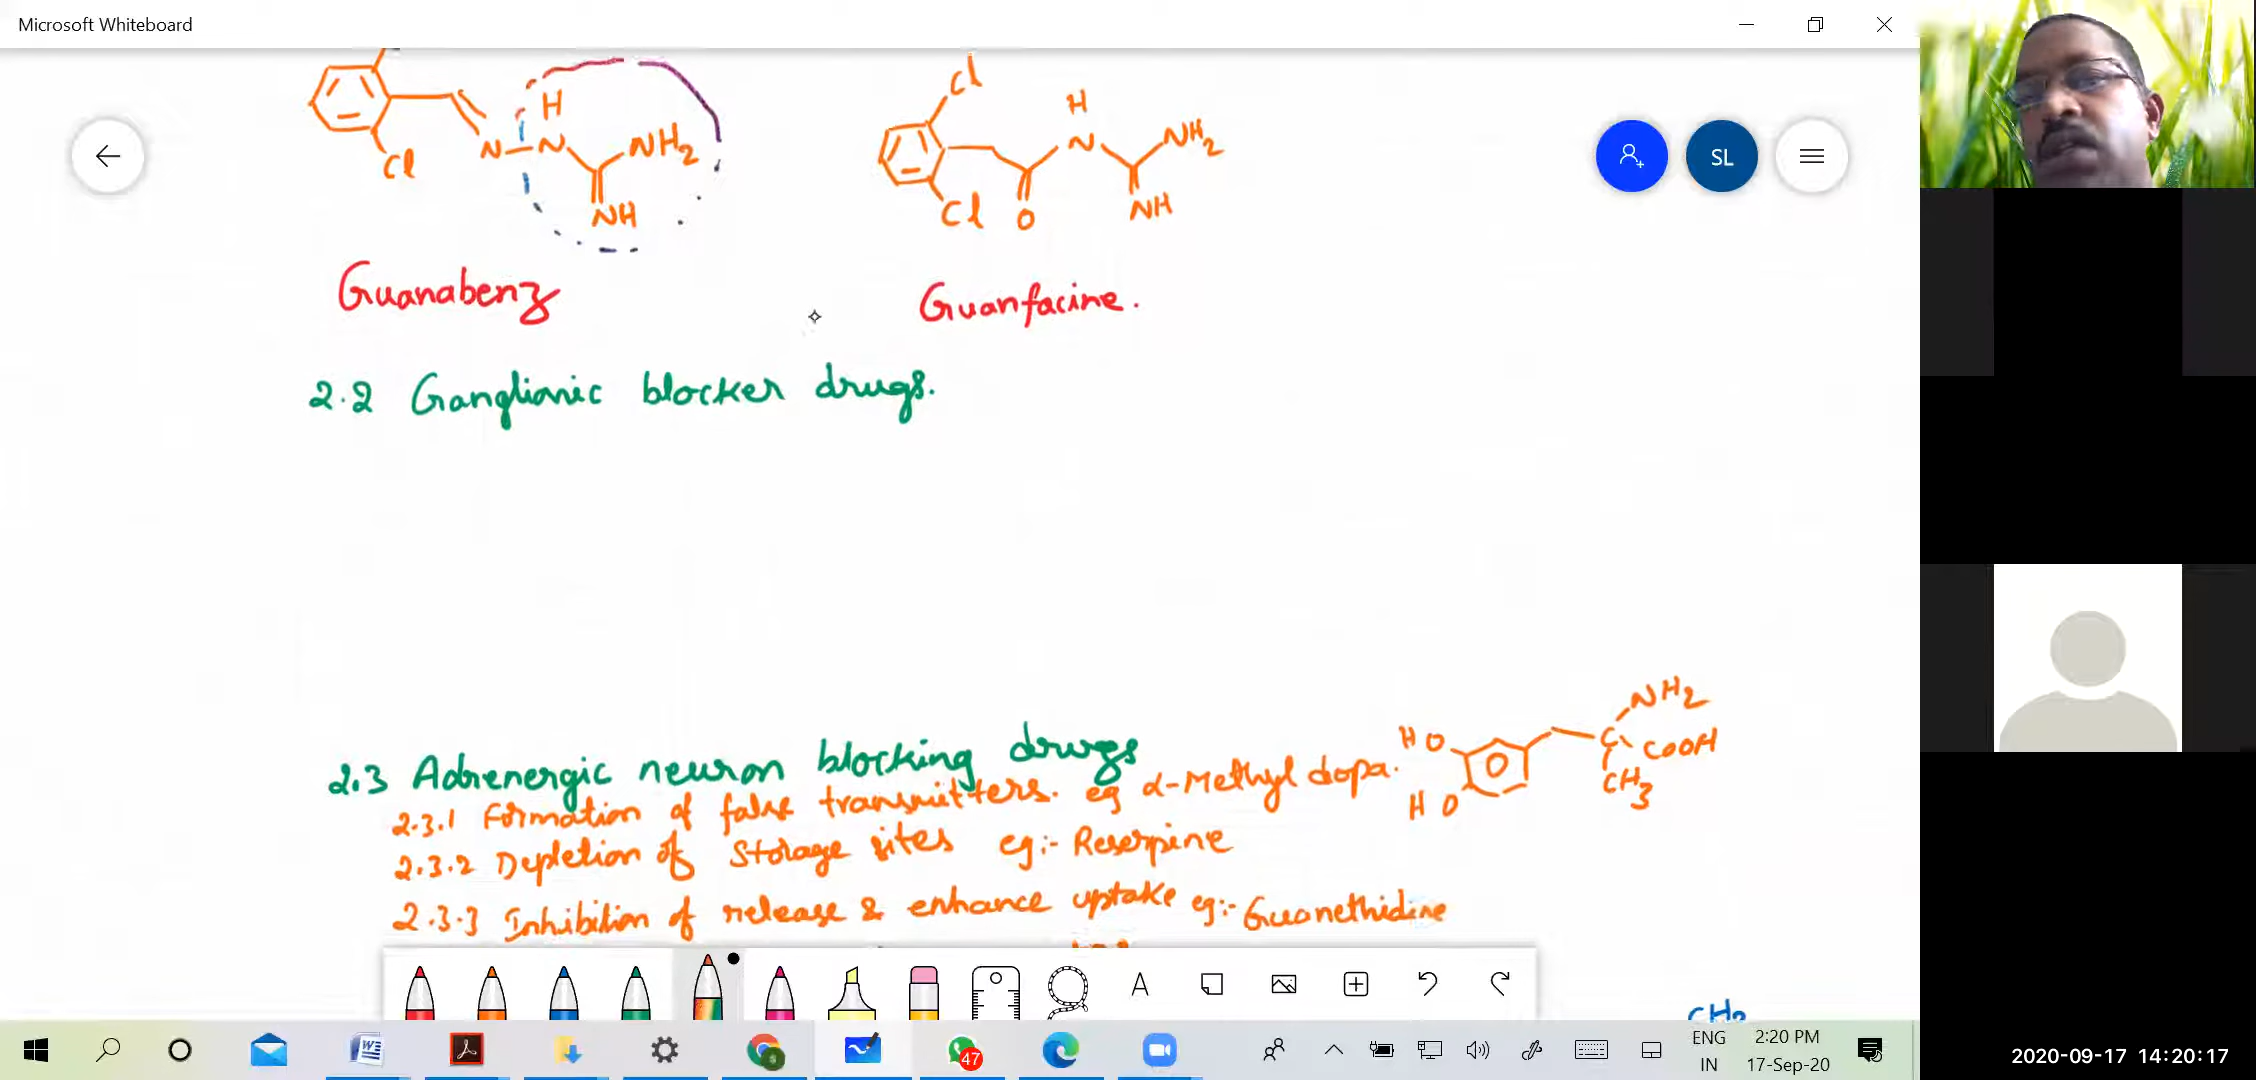 Microsoft Whiteboard
Cl
H
N N NH2
Cl
NH
Cl
H
N NH2
Cl O NH
SL
Guanabenz
Guanfacine.
2.2 Ganglionic blocker drugs.
2.3 Adrenergic neuron blocking drugs
2.3.1 Formation of false transmitters. eg α-Methyl dopa.
HO
HO
NH2
C COOH
CH3
2.3.2 Depletion of Storage sites eg:- Reserpine
2.3.3 Inhibition of release & enhance uptake eg:- Guanethidine
A
CH3
47
ENG
IN
2:20 PM
17-Sep-20
2020-09-17 14:20:17